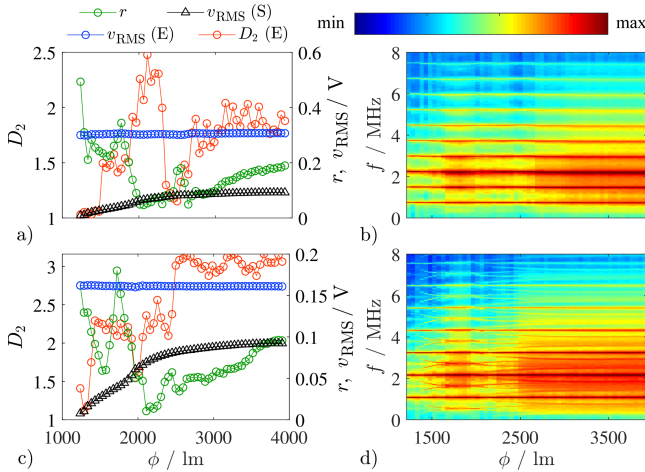 r v_RMS (S)
v_RMS (E) D_2 (E)
min max
2.5 2 1.5 1
D_2
0.6 0.4 0.2 0
r, v_RMS / V
a)
8 6 4 2 0
f / MHz
b)
3 2.5 2 1.5 1
D_2
0.2 0.15 0.1 0.05 0
r, v_RMS / V
1000 2000 3000 4000
c) ϕ / lm
8 6 4 2 0
f / MHz
1500 2500 3500
d) ϕ / lm